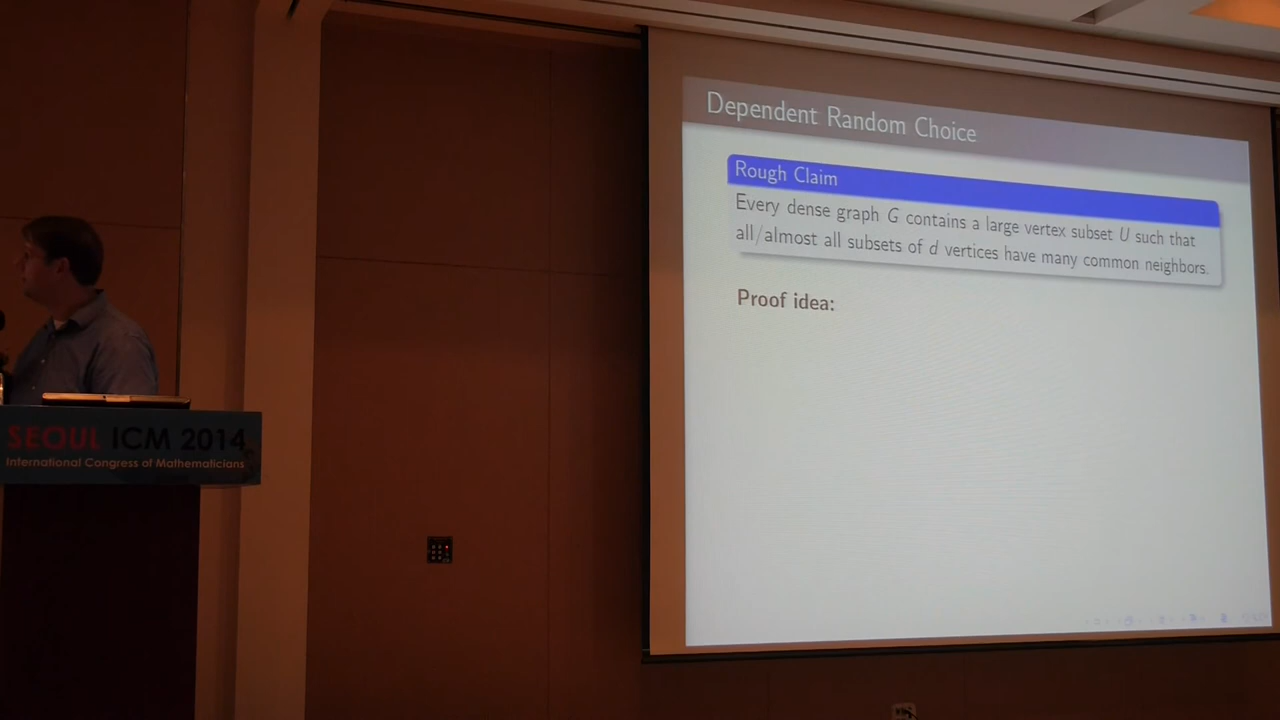 Dependent Random Choice
Rough Claim
Every dense graph G contains a large vertex subset U such that
all/almost all subsets of d vertices have many common neighbors.
Proof idea:
SEOUL ICM 2014
International Congress of Mathematicians